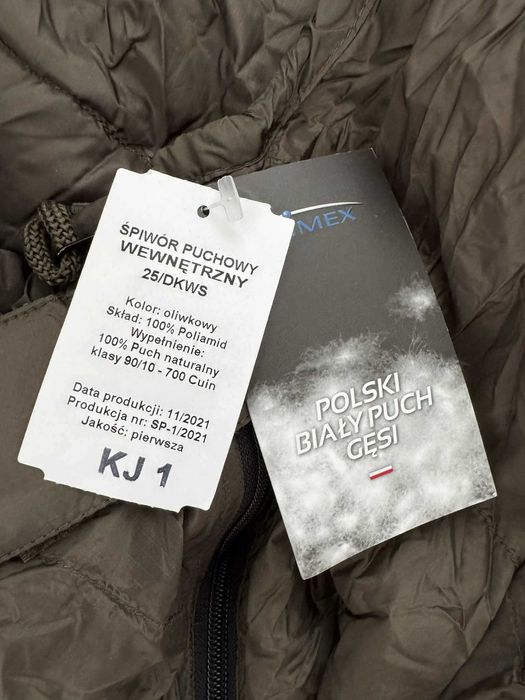 ŚPIWÓR PUCHOWY
WEWNĘTRZNY
25/DKWS
Kolor: oliwkowy
Skład: 100% Poliamid
Wypełnienie:
100% Puch naturalny
klasy 90/10 - 700 Cuin
Data produkcji: 11/2021
Produkcja nr: SP-1/2021
Jakość: pierwsza
KJ 1
POLSKI
BIAŁY PUCH
GĘSI